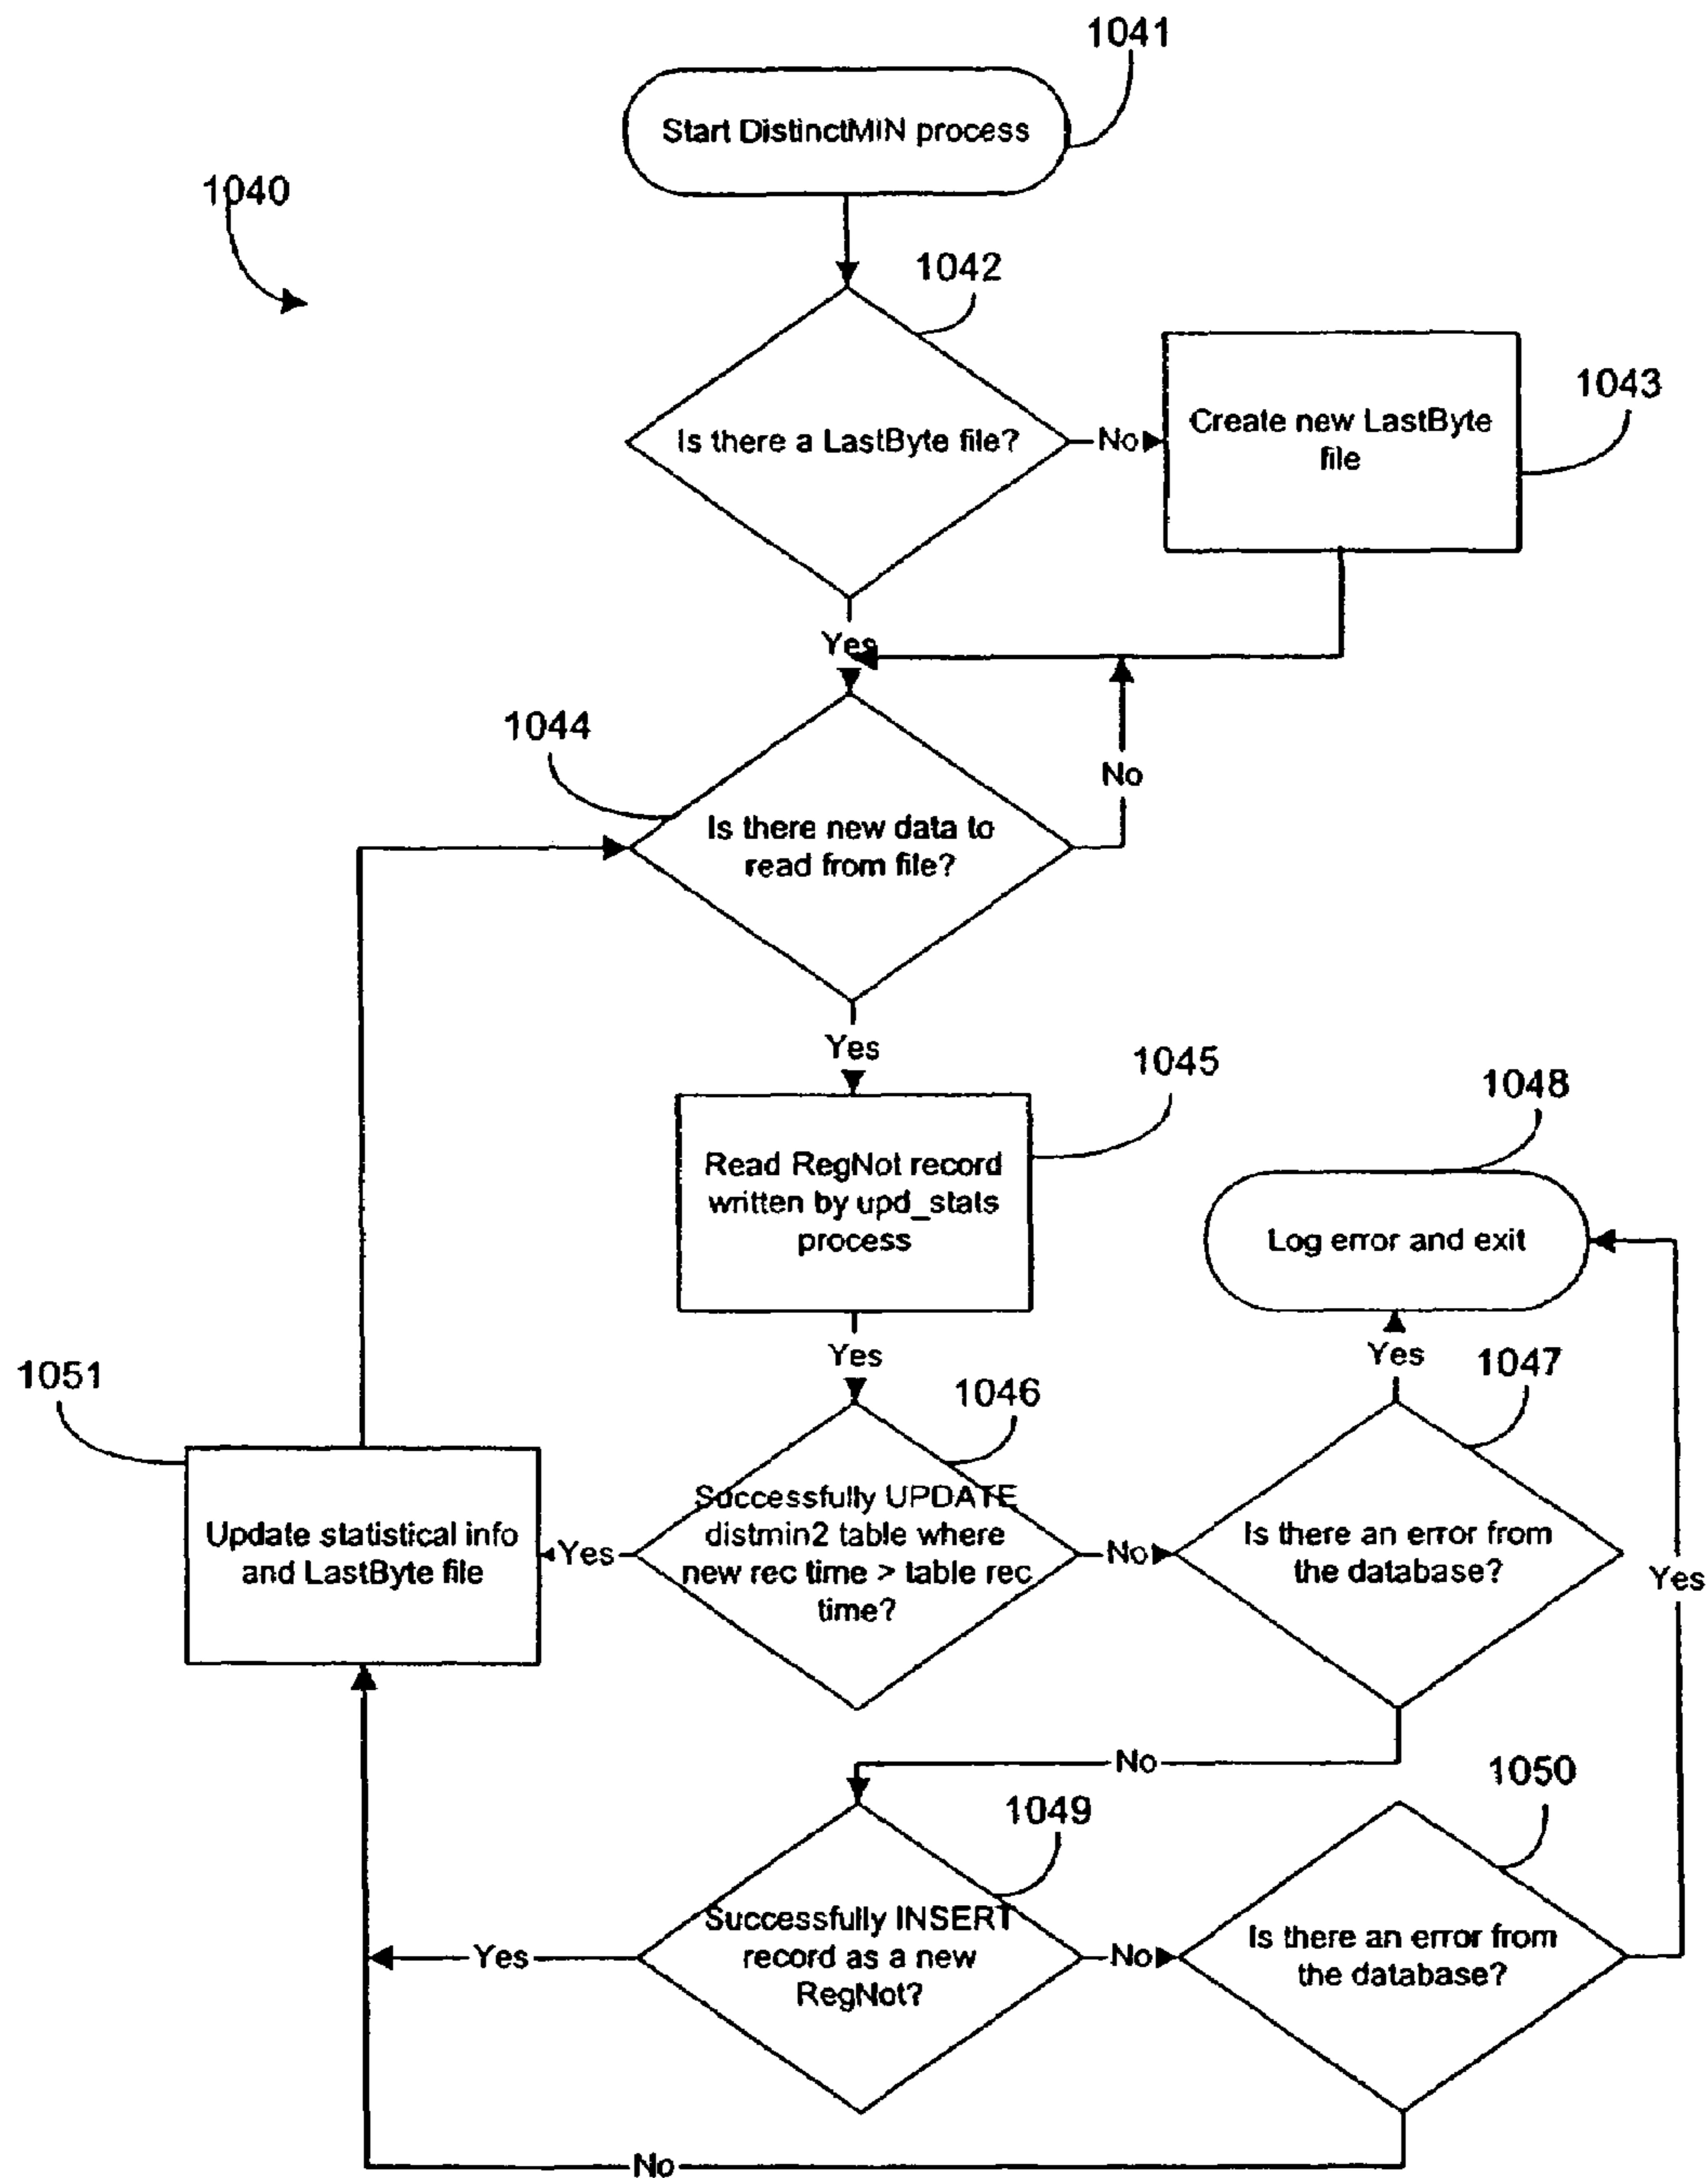 1041
Start DistinctMIN process
1040
1042
Is there a LastByte file?
No
Create new LastByte
file
1043
Yes
1044
No
Is there new data to
read from file?
Yes
1045
Read RegNot record
written by upd_stats
process
1048
Log error and exit
Yes
Yes
1047
1051
1046
Update statistical info
and LastByte file
Yes
Successfully UPDATE
distmin2 table where
new rec time > table rec
time?
No
Is there an error from
the database?
Yes
No
1050
1049
Yes
Successfully INSERT
record as a new
RegNot?
No
Is there an error from
the database?
No